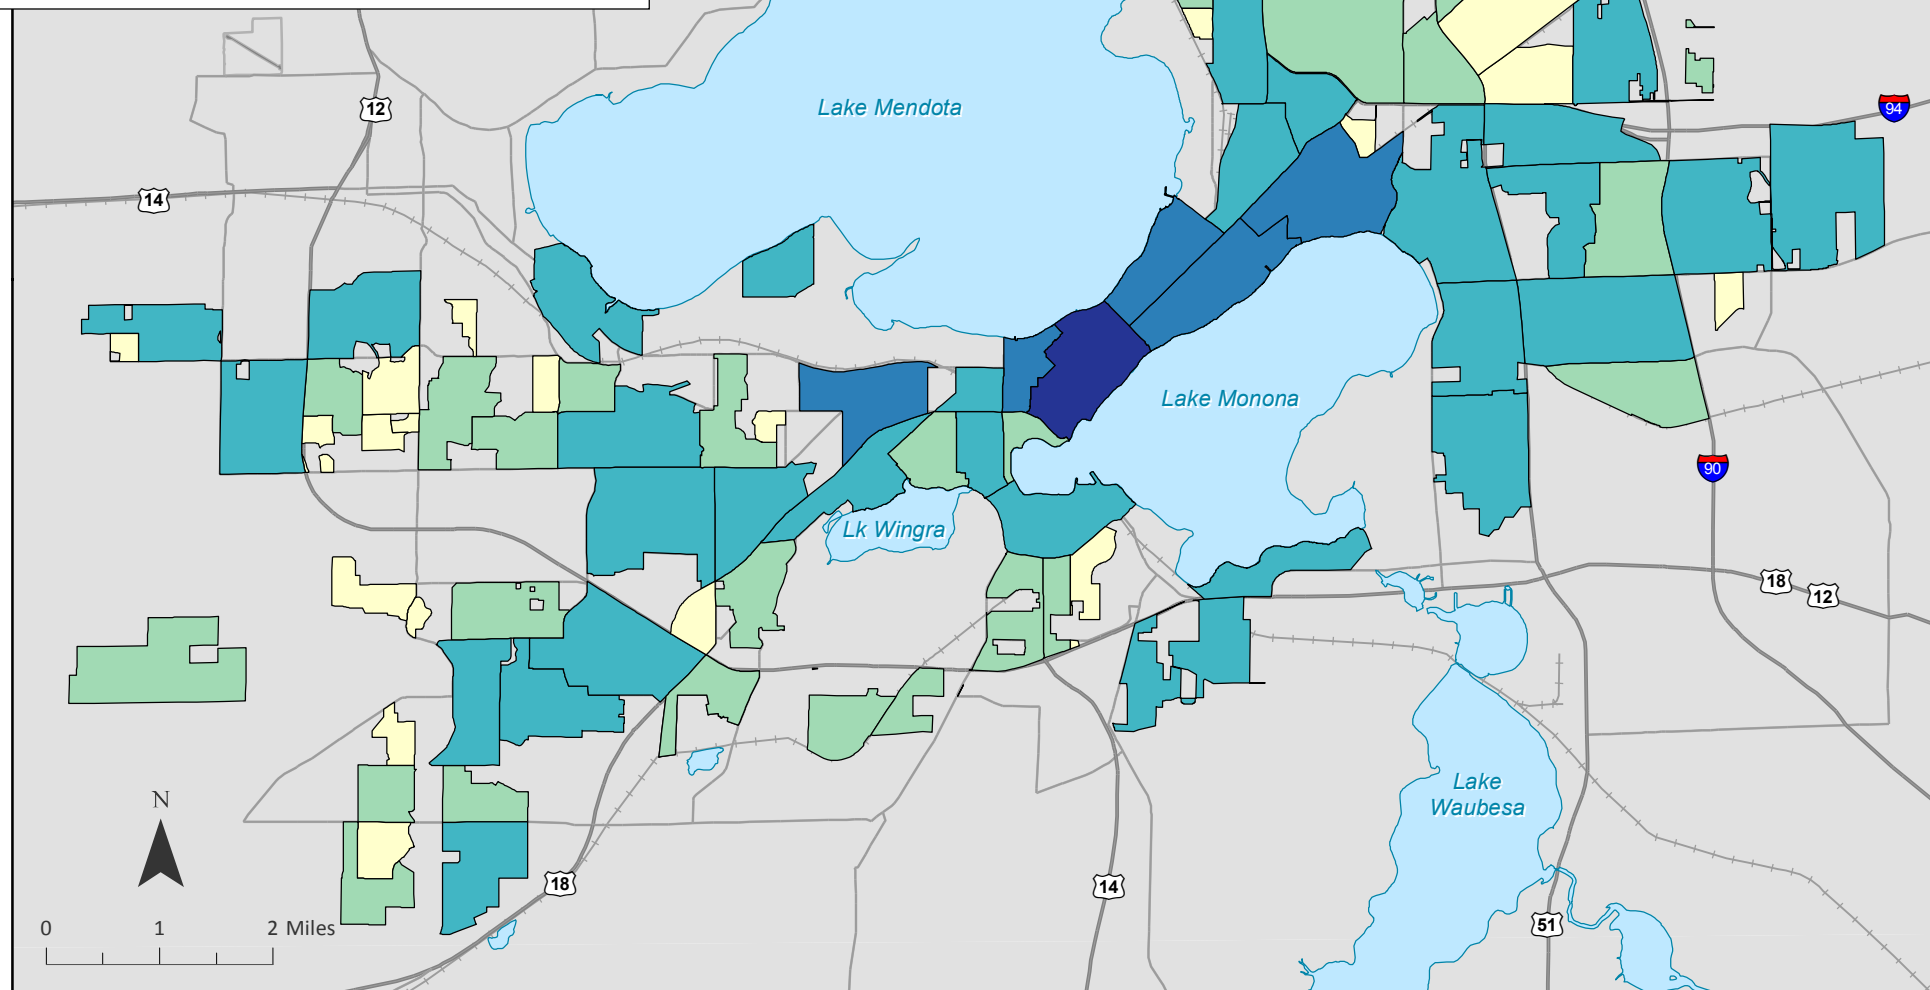 Lake Mendota
12
94
14
Lake Monona
90
Lk Wingra
18
12
Lake
Waubesa
N
18
14
51
0 1 2 Miles